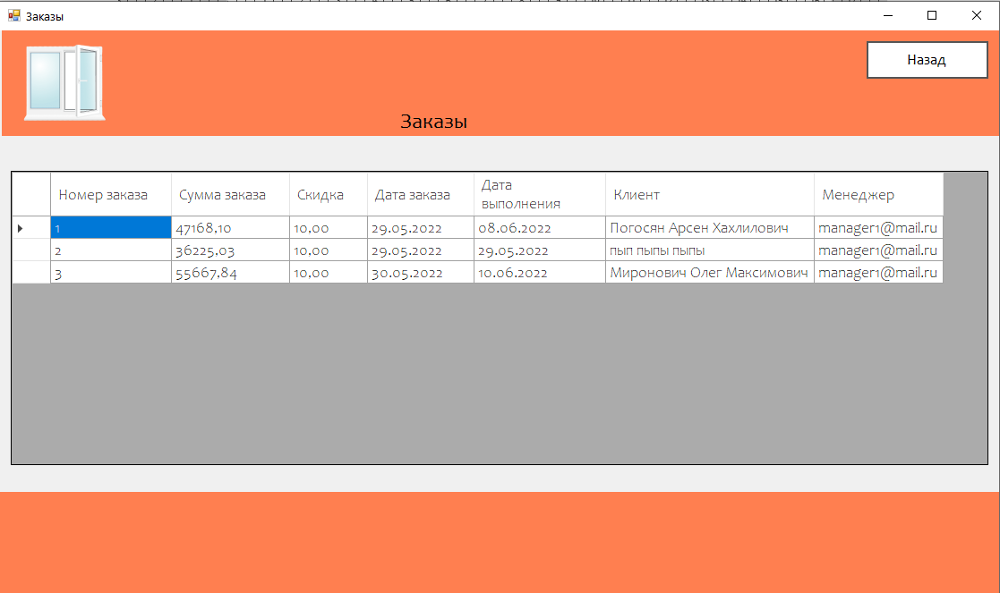 Заказы
Назад
Заказы
Номер заказа Сумма заказа Скидка Дата заказа Дата выполнения Клиент Менеджер
1 47168,10 10,00 29.05.2022 08.06.2022 Погосян Арсен Хахлилович manager1@mail.ru
2 36225,03 10,00 29.05.2022 29.05.2022 пып пыпы пыпы manager1@mail.ru
3 55667,84 10,00 30.05.2022 10.06.2022 Миронович Олег Максимович manager1@mail.ru